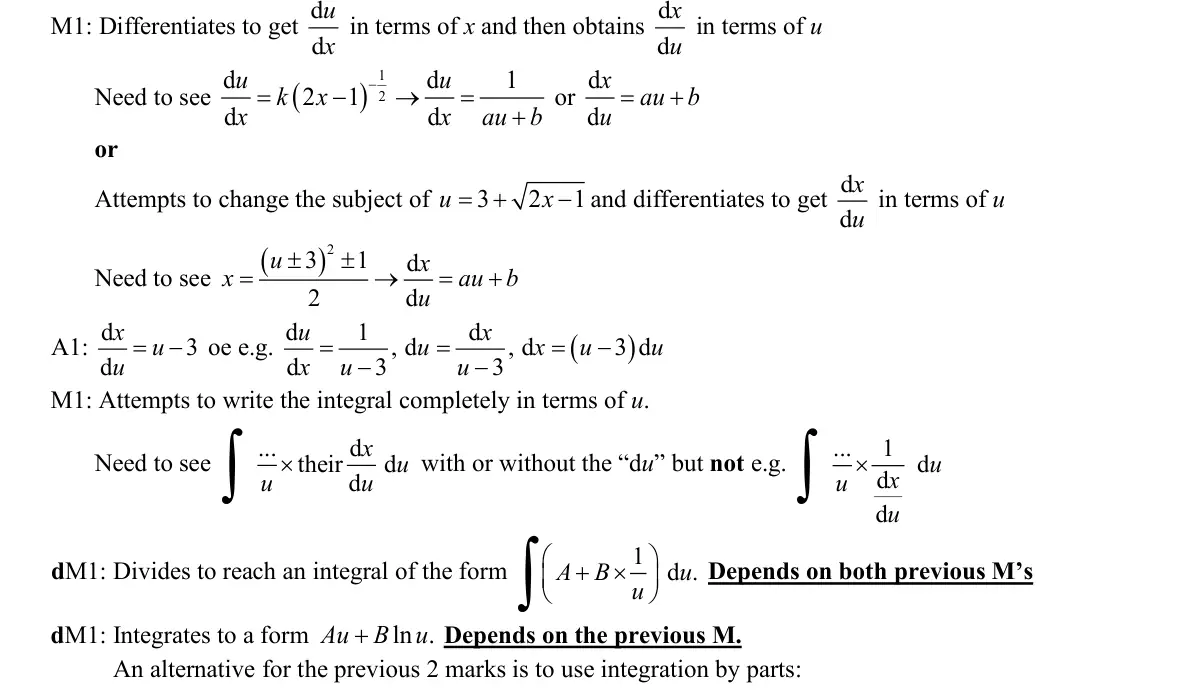 M1: Differentiates to get du/dx in terms of x and then obtains dx/du in terms of u
Need to see du/dx = k(2x−1)^(−1/2) → du/dx = 1/(au+b) or dx/du = au+b
or
Attempts to change the subject of u = 3+√(2x−1) and differentiates to get dx/du in terms of u
Need to see x = ((u±3)²±1)/2 → dx/du = au+b
A1: dx/du = u−3 oe e.g. du/dx = 1/(u−3), du = dx/(u−3), dx = (u−3)du
M1: Attempts to write the integral completely in terms of u.
Need to see ∫ .../u × their dx/du du with or without the “du” but not e.g. ∫ .../u × 1/(dx/du) du
dM1: Divides to reach an integral of the form ∫(A+B×1/u) du. Depends on both previous M’s
dM1: Integrates to a form Au+B ln u. Depends on the previous M.
An alternative for the previous 2 marks is to use integration by parts: